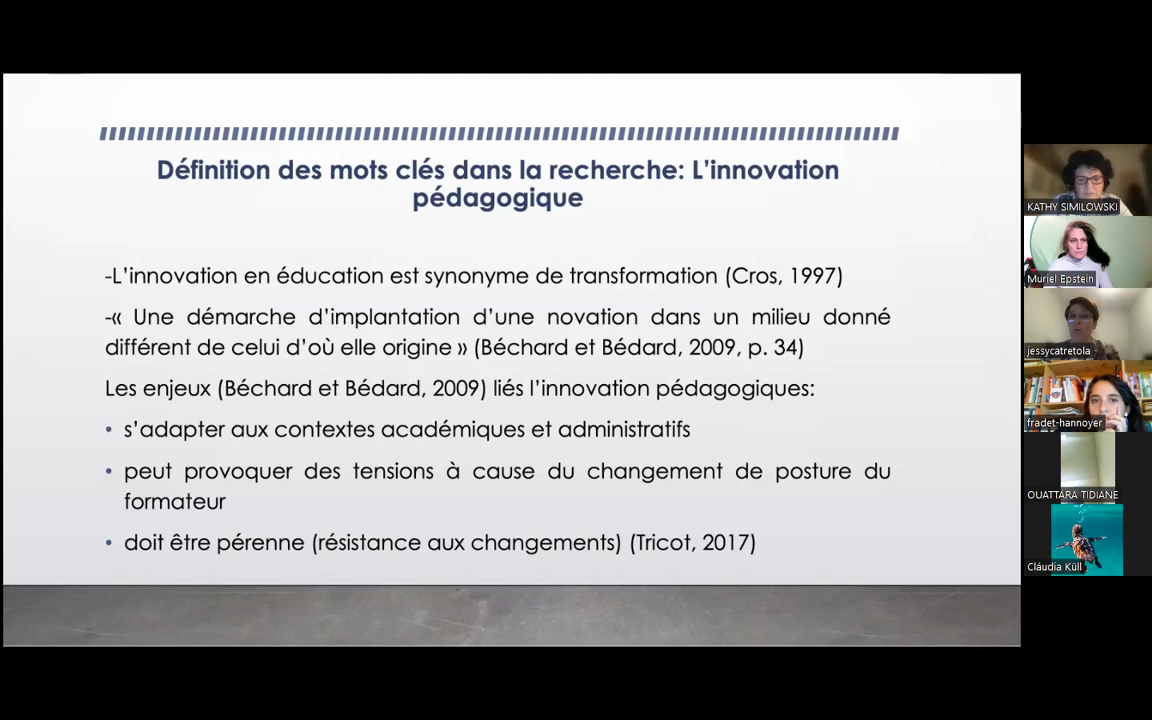 Définition des mots clés dans la recherche: L’innovation
pédagogique
-L’innovation en éducation est synonyme de transformation (Cros, 1997)
-« Une démarche d’implantation d’une novation dans un milieu donné
différent de celui d’où elle origine » (Béchard et Bédard, 2009, p. 34)
Les enjeux (Béchard et Bédard, 2009) liés l’innovation pédagogiques:
• s’adapter aux contextes académiques et administratifs
• peut provoquer des tensions à cause du changement de posture du
formateur
• doit être pérenne (résistance aux changements) (Tricot, 2017)
KATHY SIMILOWSKI
Muriel Epstein
jessycatretola
fradet-hannoyer
OUATTARA TIDIANE
Cláudia Küll